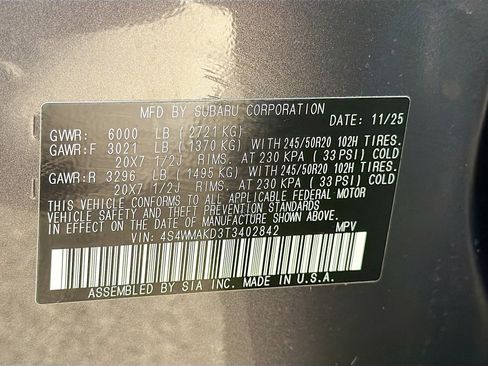 MFD BY SUBARU CORPORATION
DATE: 11/25
GVWR: 6000 LB ( 2721 KG)
GAWR:F 3021 LB ( 1370 KG) WITH 245/50R20 102H TIRES.
20X7 1/2J RIMS. AT 230 KPA ( 33 PSI) COLD
GAWR:R 3296 LB ( 1495 KG) WITH 245/50R20 102H TIRES.
20X7 1/2J RIMS. AT 230 KPA ( 33 PSI) COLD
THIS VEHICLE CONFORMS TO ALL APPLICABLE FEDERAL MOTOR
VEHICLE SAFETY AND THEFT PREVENTION STANDARDS
IN EFFECT ON THE DATE OF MANUFACTURE SHOWN ABOVE.
VIN: 4S4WMAKD3T3402842 MPV
ASSEMBLED BY SIA INC. MADE IN U.S.A.